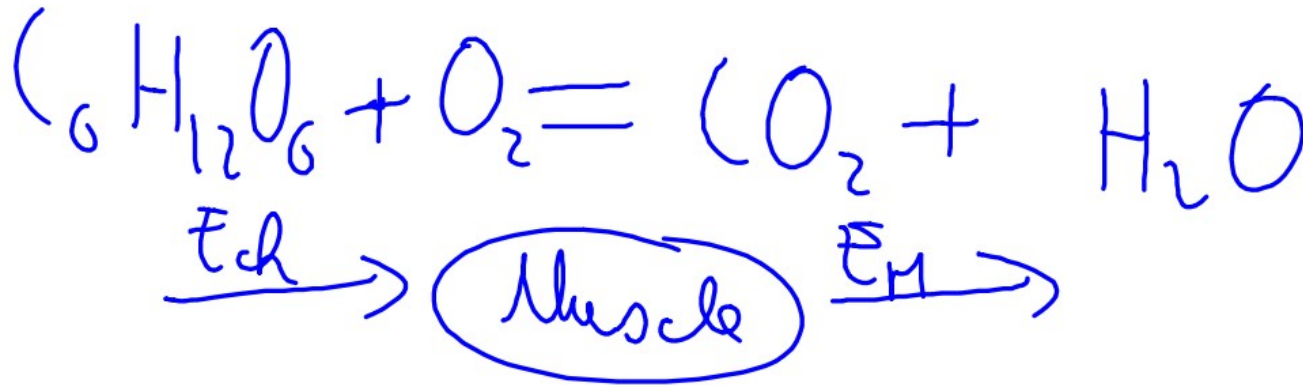 C₆H₁₂O₆ + O₂ = CO₂ + H₂O
Ech Muscle EM